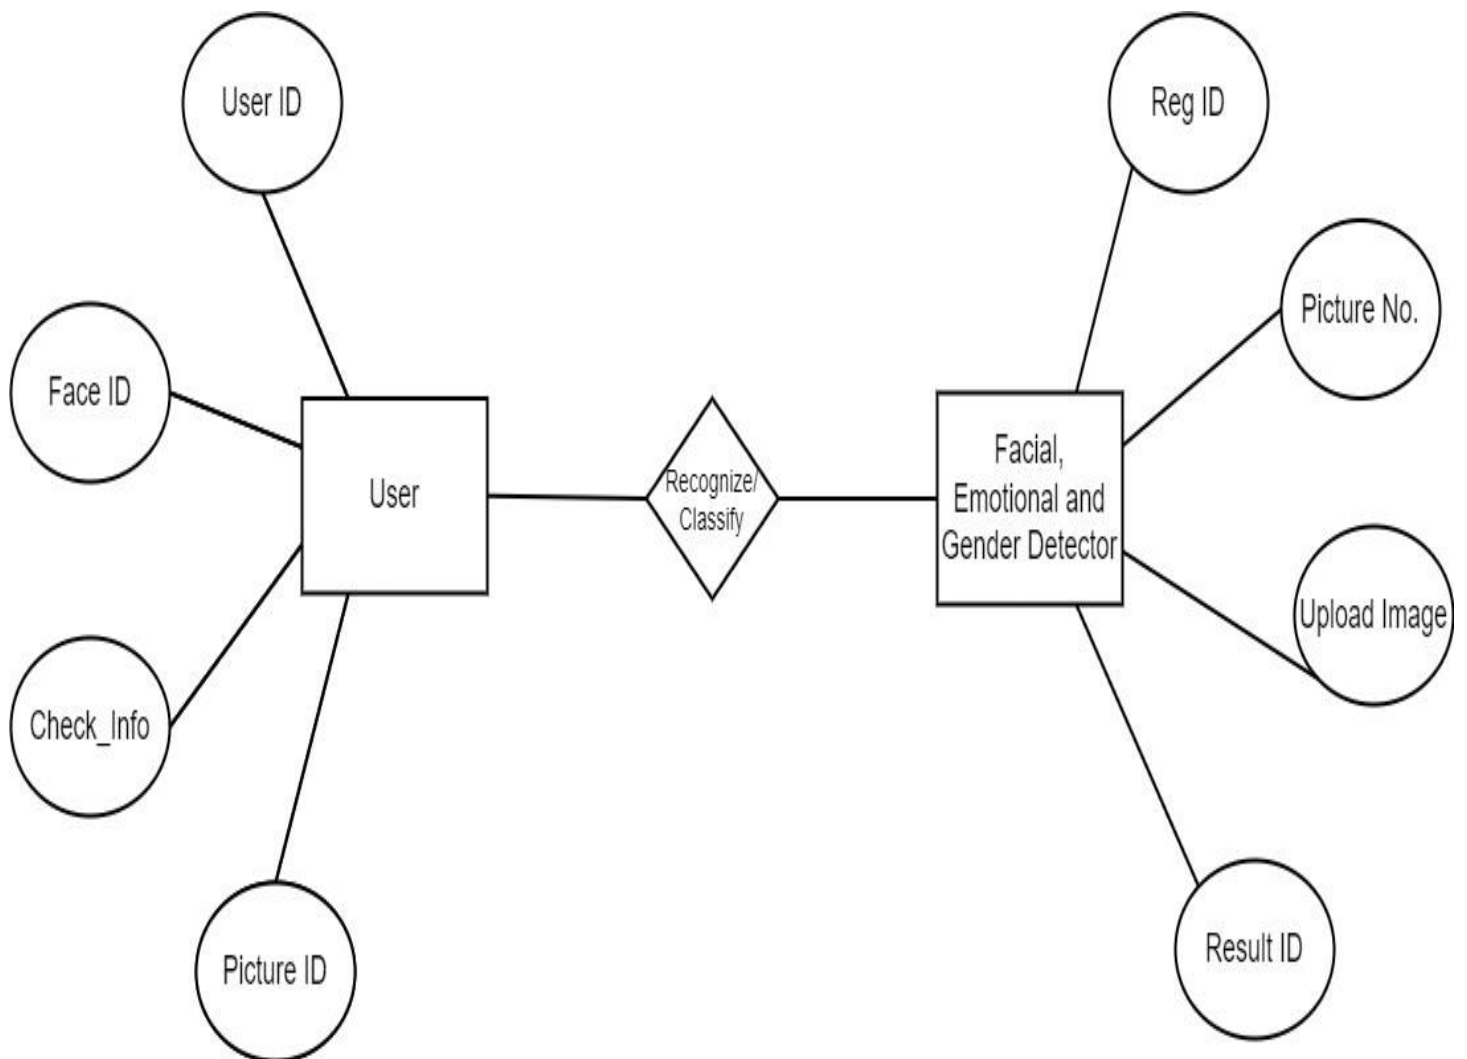 User ID
Reg ID
Picture No.
Face ID
User
Recognize/
Classify
Facial,
Emotional and
Gender Detector
Upload Image
Check_Info
Picture ID
Result ID